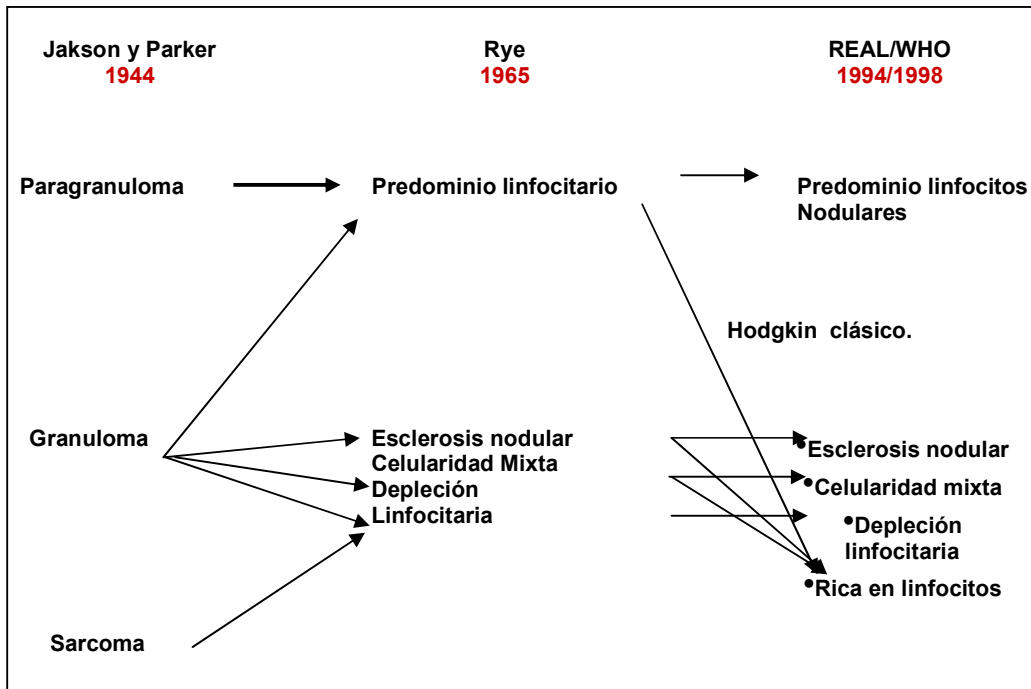 Jakson y Parker
1944
Rye
1965
REAL/WHO
1994/1998
Paragranuloma
Predominio linfocitario
Predominio linfocitos
Nodulares
Hodgkin clásico.
Granuloma
Esclerosis nodular
Celularidad Mixta
Depleción
Linfocitaria
•Esclerosis nodular
•Celularidad mixta
•Depleción
linfocitaria
•Rica en linfocitos
Sarcoma